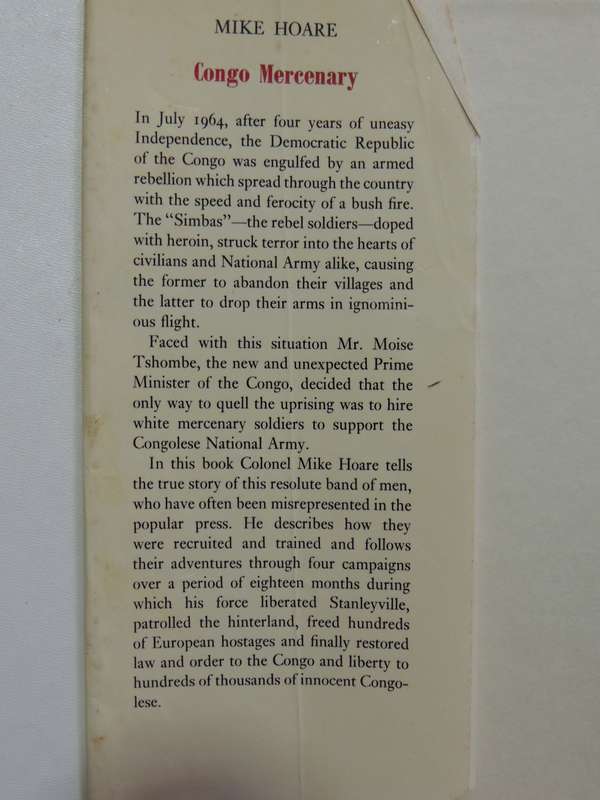 MIKE HOARE
Congo Mercenary
In July 1964, after four years of uneasy
Independence, the Democratic Republic
of the Congo was engulfed by an armed
rebellion which spread through the country
with the speed and ferocity of a bush fire.
The "Simbas"—the rebel soldiers—doped
with heroin, struck terror into the hearts of
civilians and National Army alike, causing
the former to abandon their villages and
the latter to drop their arms in ignomini-
ous flight.
Faced with this situation Mr. Moise
Tshombe, the new and unexpected Prime
Minister of the Congo, decided that the
only way to quell the uprising was to hire
white mercenary soldiers to support the
Congolese National Army.
In this book Colonel Mike Hoare tells
the true story of this resolute band of men,
who have often been misrepresented in the
popular press. He describes how they
were recruited and trained and follows
their adventures through four campaigns
over a period of eighteen months during
which his force liberated Stanleyville,
patrolled the hinterland, freed hundreds
of European hostages and finally restored
law and order to the Congo and liberty to
hundreds of thousands of innocent Congo-
lese.